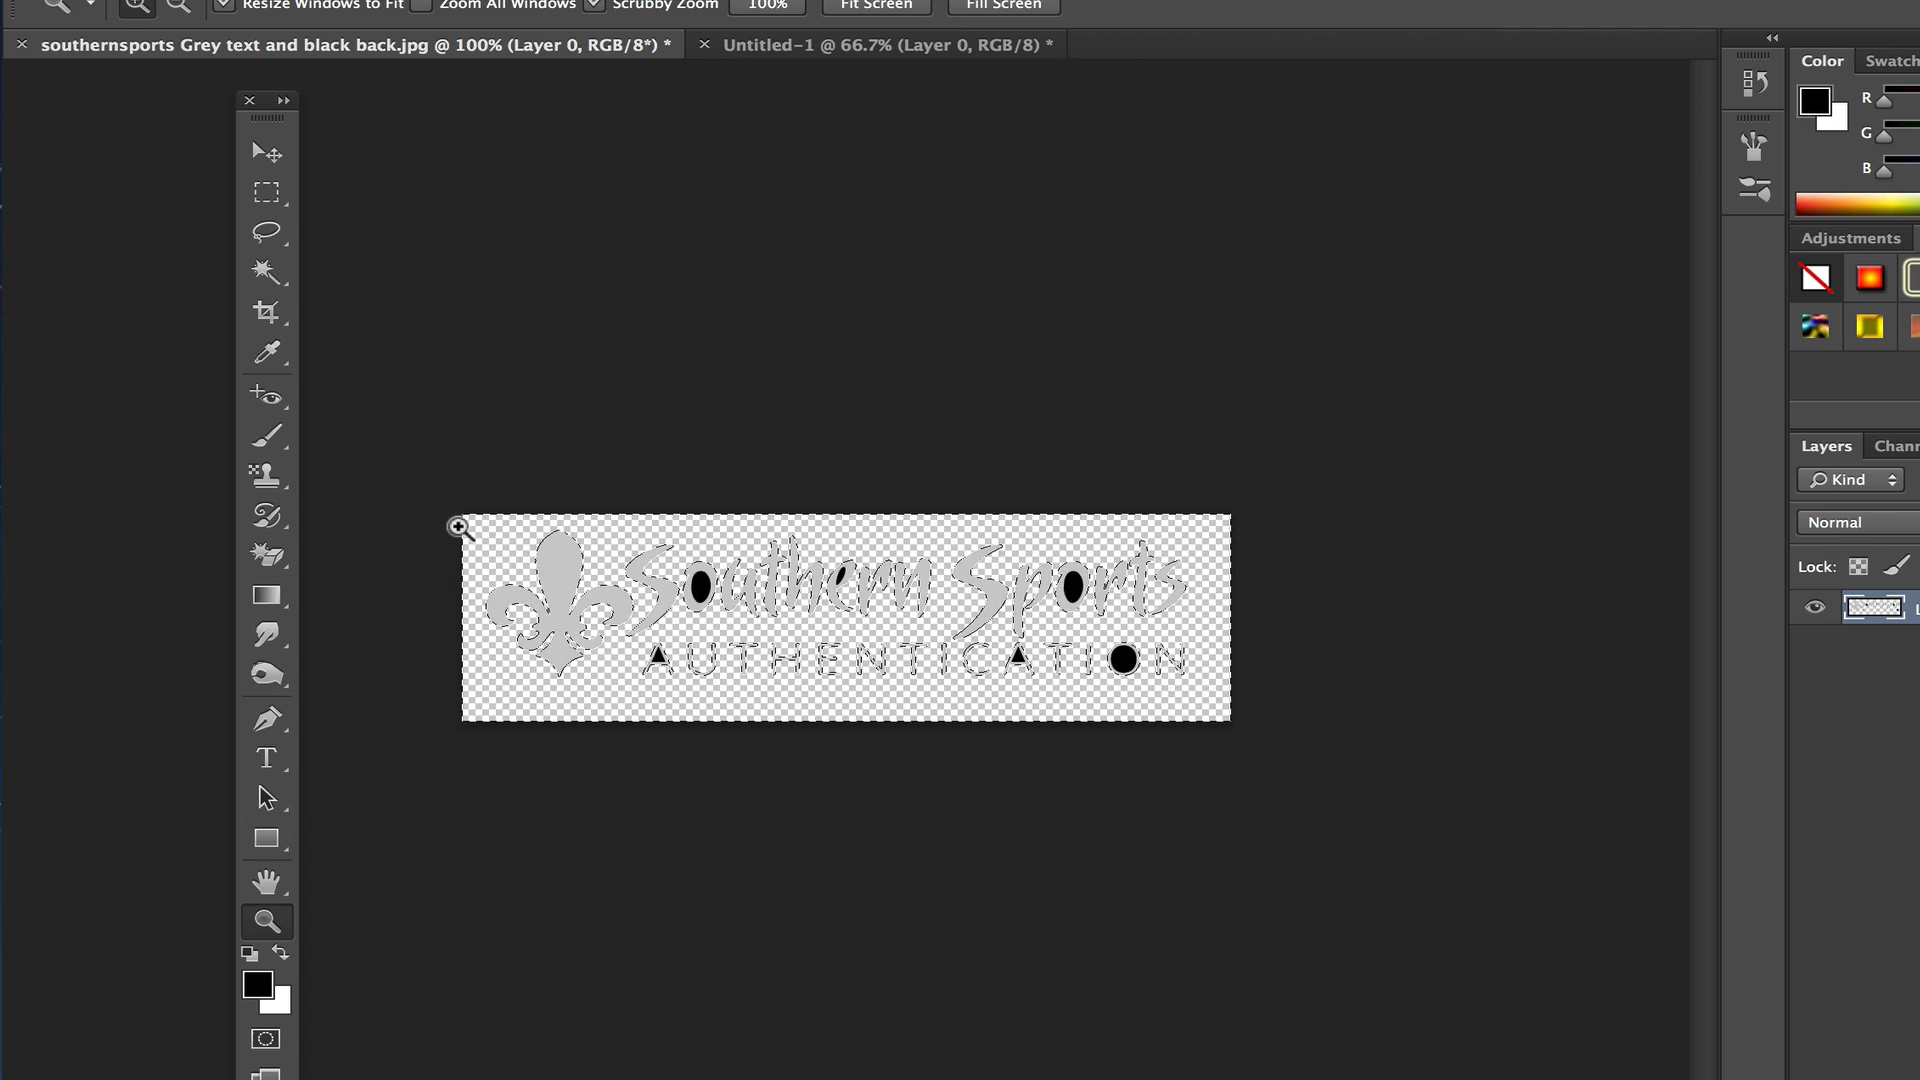 Resize Windows to Fit Zoom All Windows Scrubby Zoom 100% Fit Screen Fill Screen
southernsports Grey text and black back.jpg @ 100% (Layer 0, RGB/8*) * Untitled-1 @ 66.7% (Layer 0, RGB/8) *
Color Swatch
R
G
B
Adjustments
Layers Chann
Kind
Normal
Lock:
L
T
Southern Sports
AUTHENTICATION